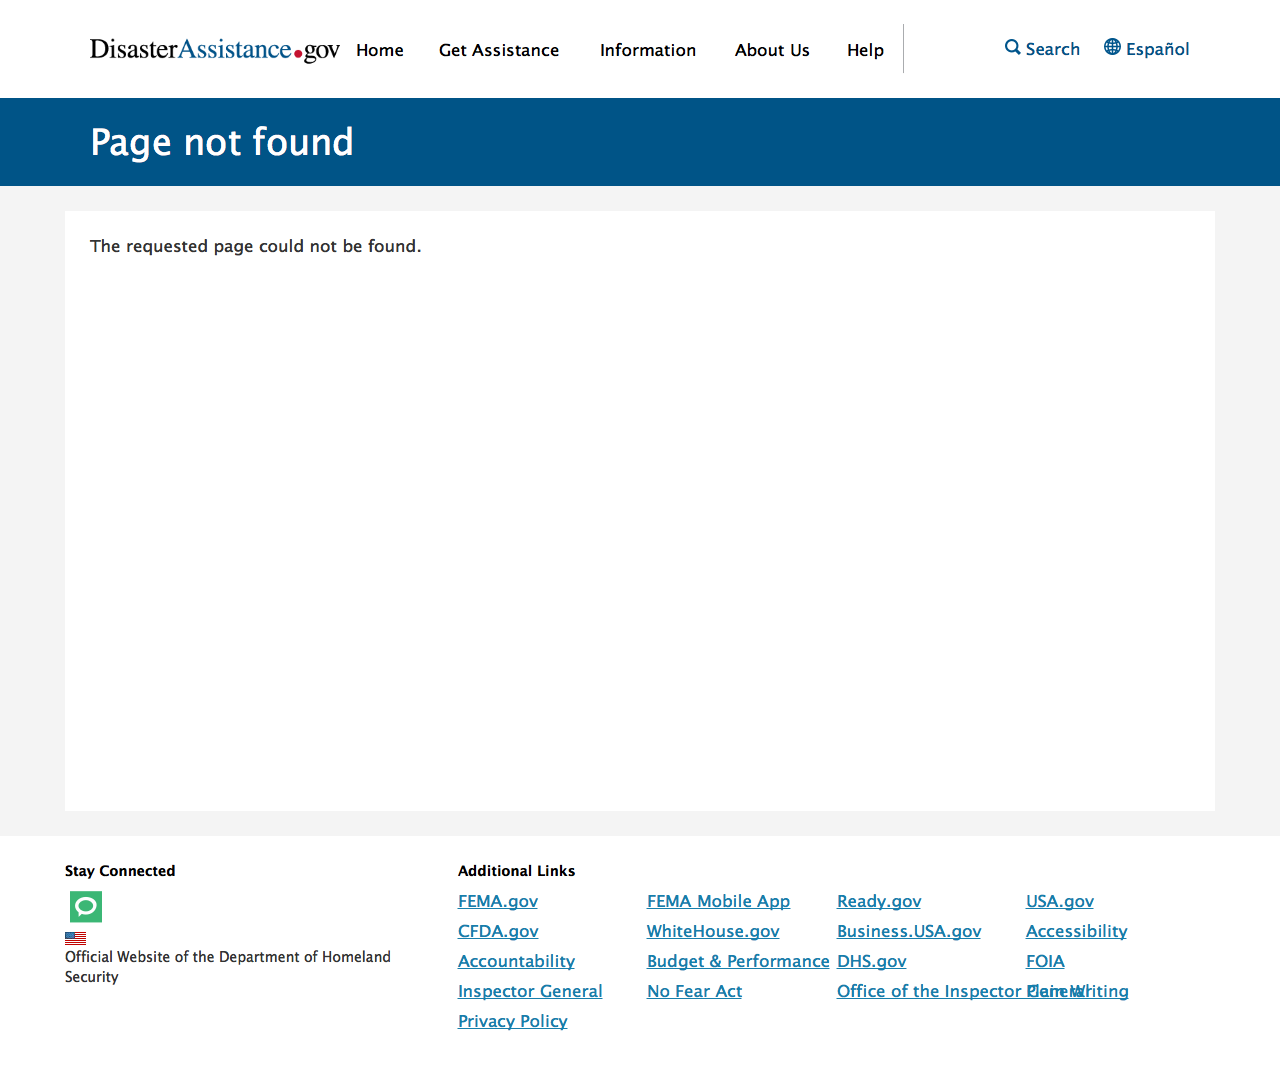 DisasterAssistance.gov Home Get Assistance Information About Us Help Search Español
Page not found
The requested page could not be found.
Stay Connected
Official Website of the Department of Homeland
Security
Additional Links
FEMA.gov FEMA Mobile App Ready.gov USA.gov
CFDA.gov WhiteHouse.gov Business.USA.gov Accessibility
Accountability Budget & Performance DHS.gov FOIA
Inspector General No Fear Act Office of the Inspector General Plain Writing
Privacy Policy